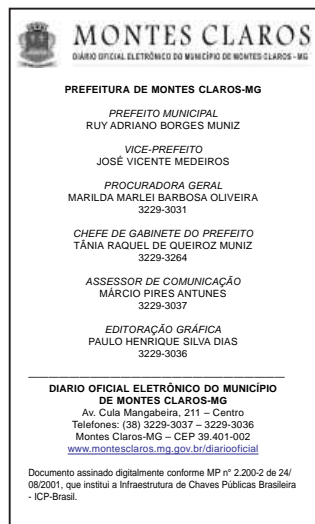 MONTES CLAROS
DIÁRIO OFICIAL ELETRÔNICO DO MUNICÍPIO DE MONTES CLAROS - MG
PREFEITURA DE MONTES CLAROS-MG
PREFEITO MUNICIPAL
RUY ADRIANO BORGES MUNIZ
VICE-PREFEITO
JOSÉ VICENTE MEDEIROS
PROCURADORA GERAL
MARILDA MARLEI BARBOSA OLIVEIRA
3229-3031
CHEFE DE GABINETE DO PREFEITO
TÂNIA RAQUEL DE QUEIROZ MUNIZ
3229-3264
ASSESSOR DE COMUNICAÇÃO
MÁRCIO PIRES ANTUNES
3229-3037
EDITORAÇÃO GRÁFICA
PAULO HENRIQUE SILVA DIAS
3229-3036
DIARIO OFICIAL ELETRÔNICO DO MUNICÍPIO
DE MONTES CLAROS-MG
Av. Cula Mangabeira, 211 – Centro
Telefones: (38) 3229-3037 – 3229-3036
Montes Claros-MG – CEP 39.401-002
www.montesclaros.mg.gov.br/diariooficial
Documento assinado digitalmente conforme MP n° 2.200-2 de 24/
08/2001, que institui a Infraestrutura de Chaves Públicas Brasileira
- ICP-Brasil.